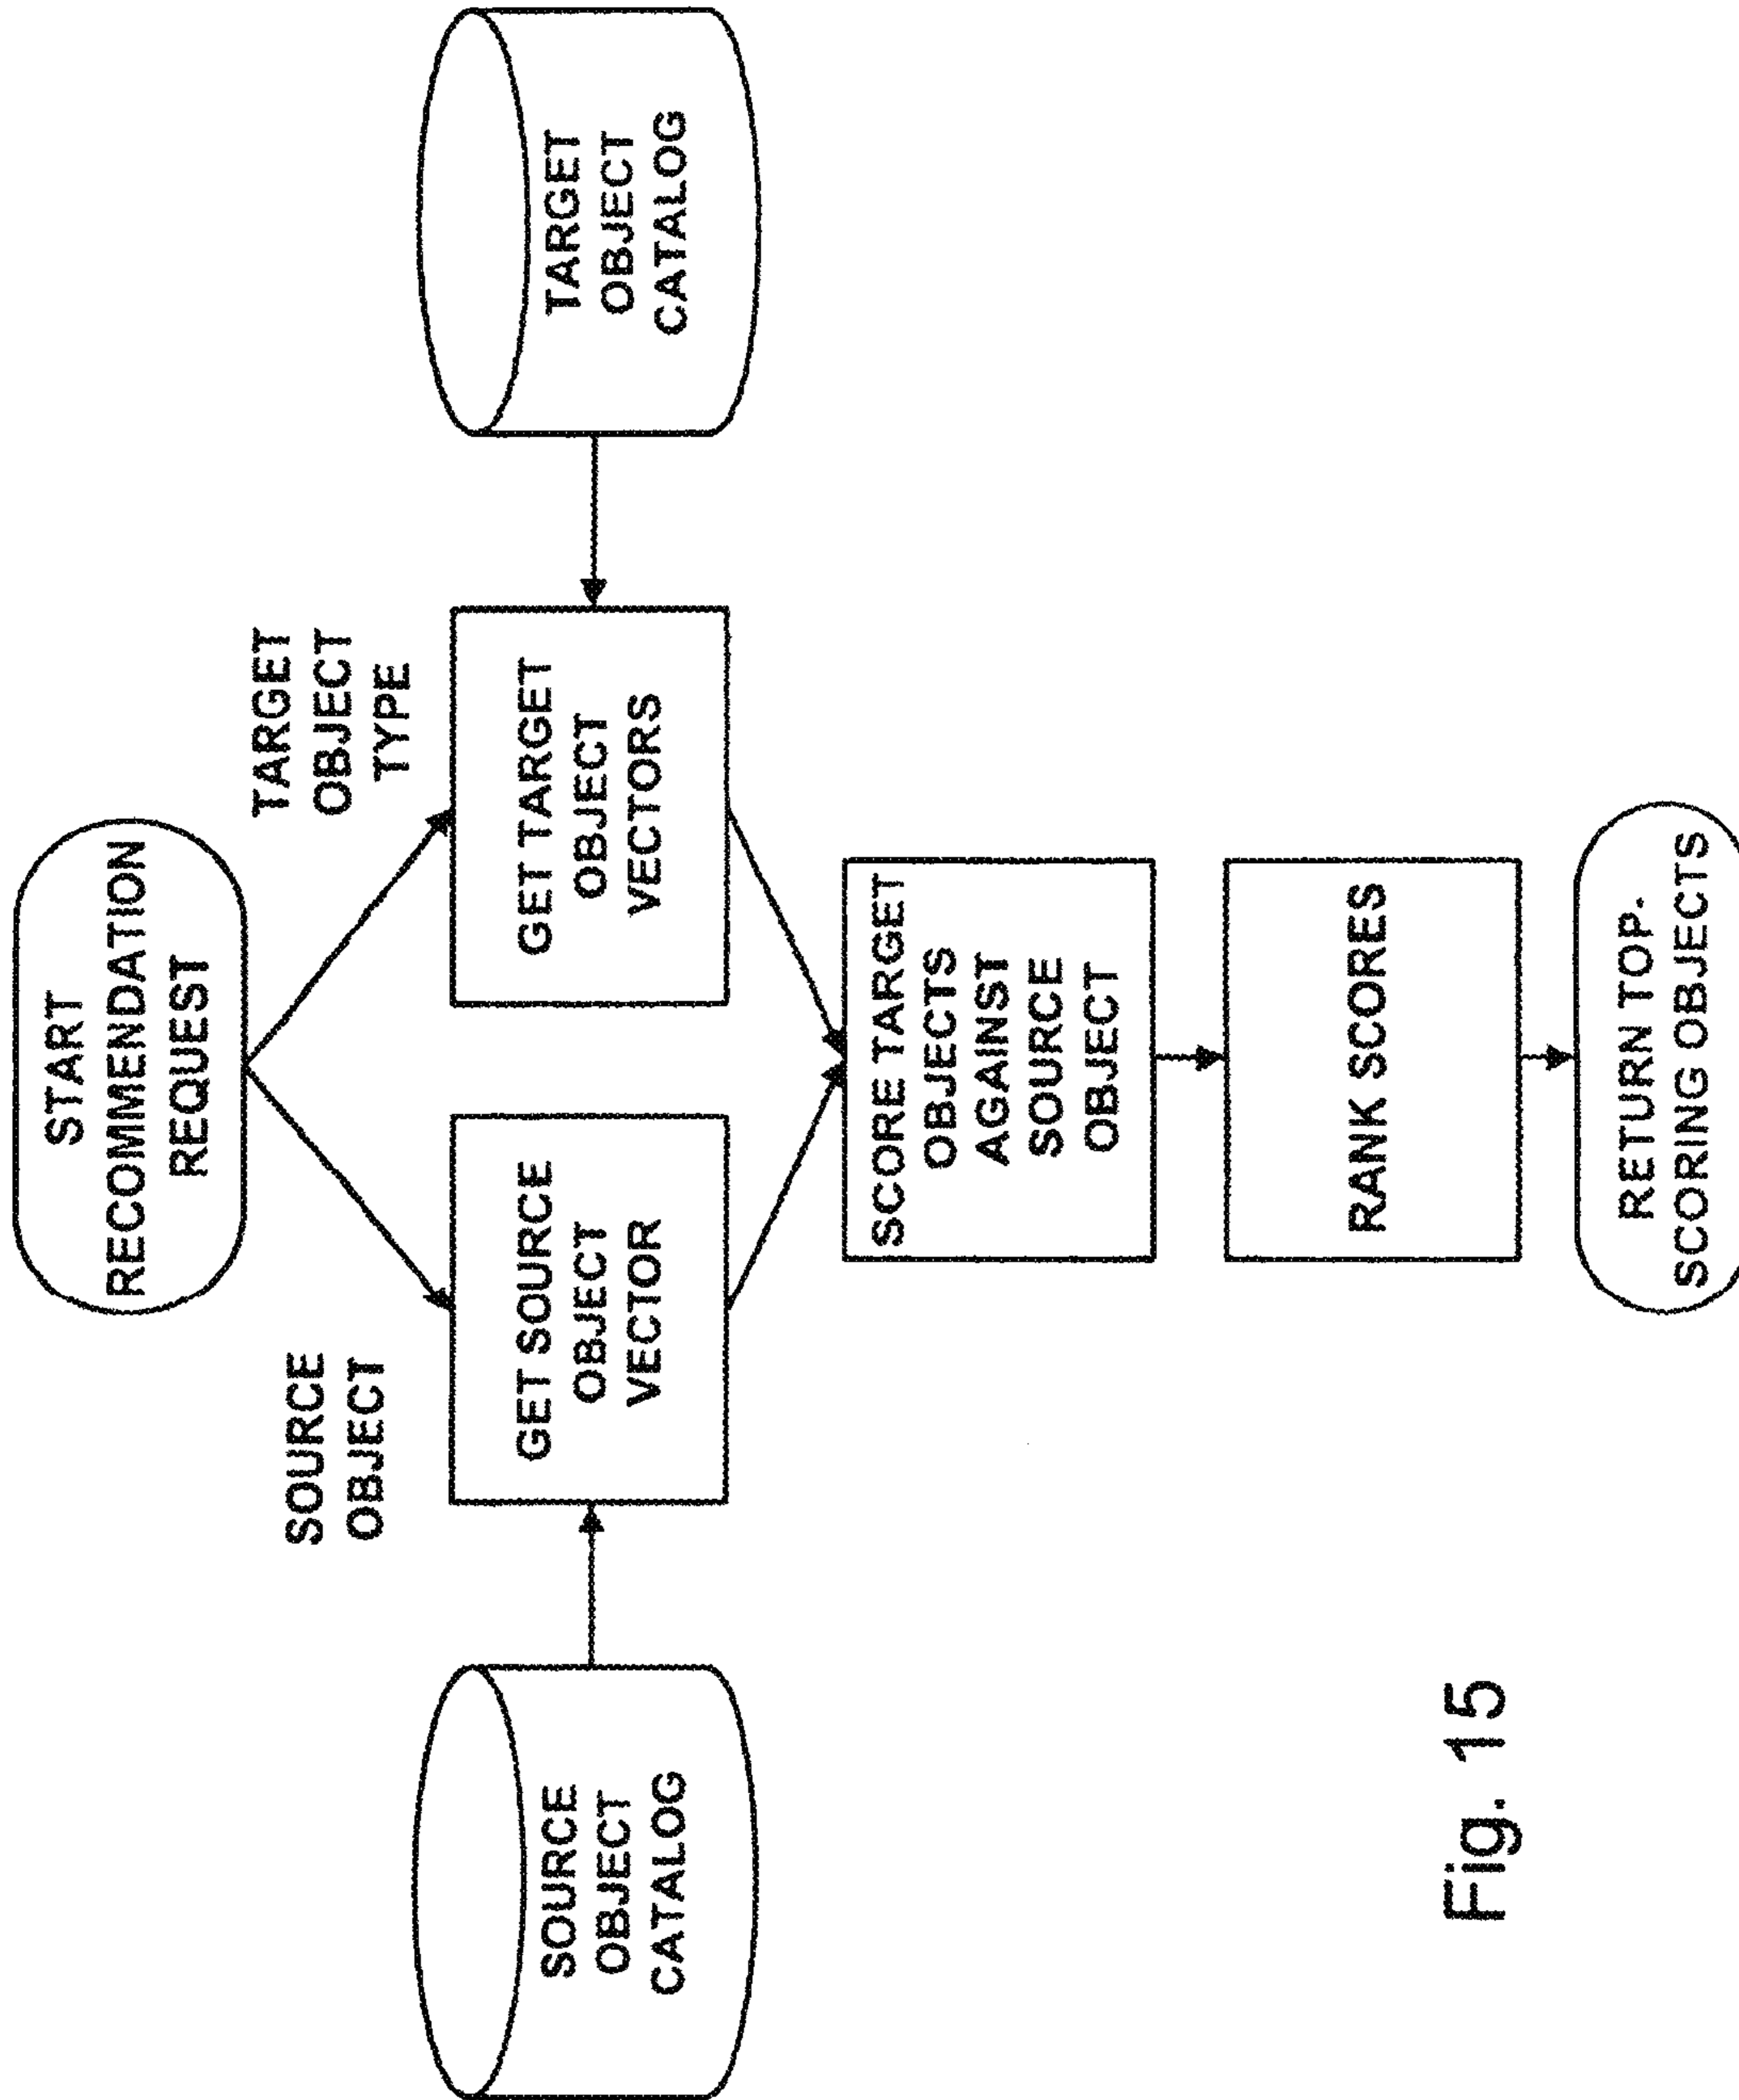 START
RECOMMENDATION
REQUEST
SOURCE
OBJECT
TARGET
OBJECT
TYPE
SOURCE
OBJECT
CATALOG
GET SOURCE
OBJECT
VECTOR
GET TARGET
OBJECT
VECTORS
TARGET
OBJECT
CATALOG
SCORE TARGET
OBJECTS
AGAINST
SOURCE
OBJECT
RANK SCORES
RETURN TOP-
SCORING OBJECTS
Fig. 15